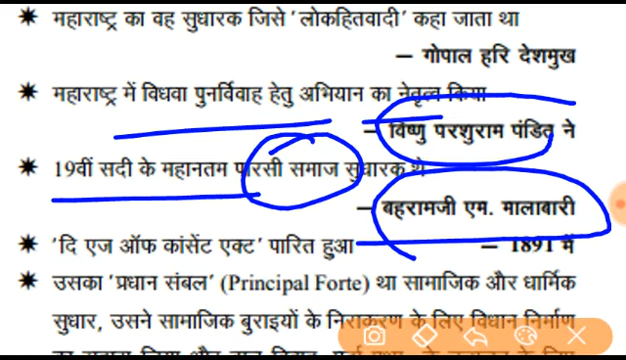 ✷ महाराष्ट्र का वह सुधारक जिसे 'लोकहितवादी' कहा जाता था
– गोपाल हरि देशमुख
✷ महाराष्ट्र में विधवा पुनर्विवाह हेतु अभियान का नेतृत्व किया
– विष्णु परशुराम पंडित ने
✷ 19वीं सदी के महानतम पारसी समाज सुधारक थे
– बहरामजी एम. मालाबारी
✷ 'दि एज ऑफ कांसेंट एक्ट' पारित हुआ – 1891 में
✷ उसका 'प्रधान संबल' (Principal Forte) था सामाजिक और धार्मिक
सुधार, उसने सामाजिक बुराइयों के निराकरण के लिए विधान निर्माण